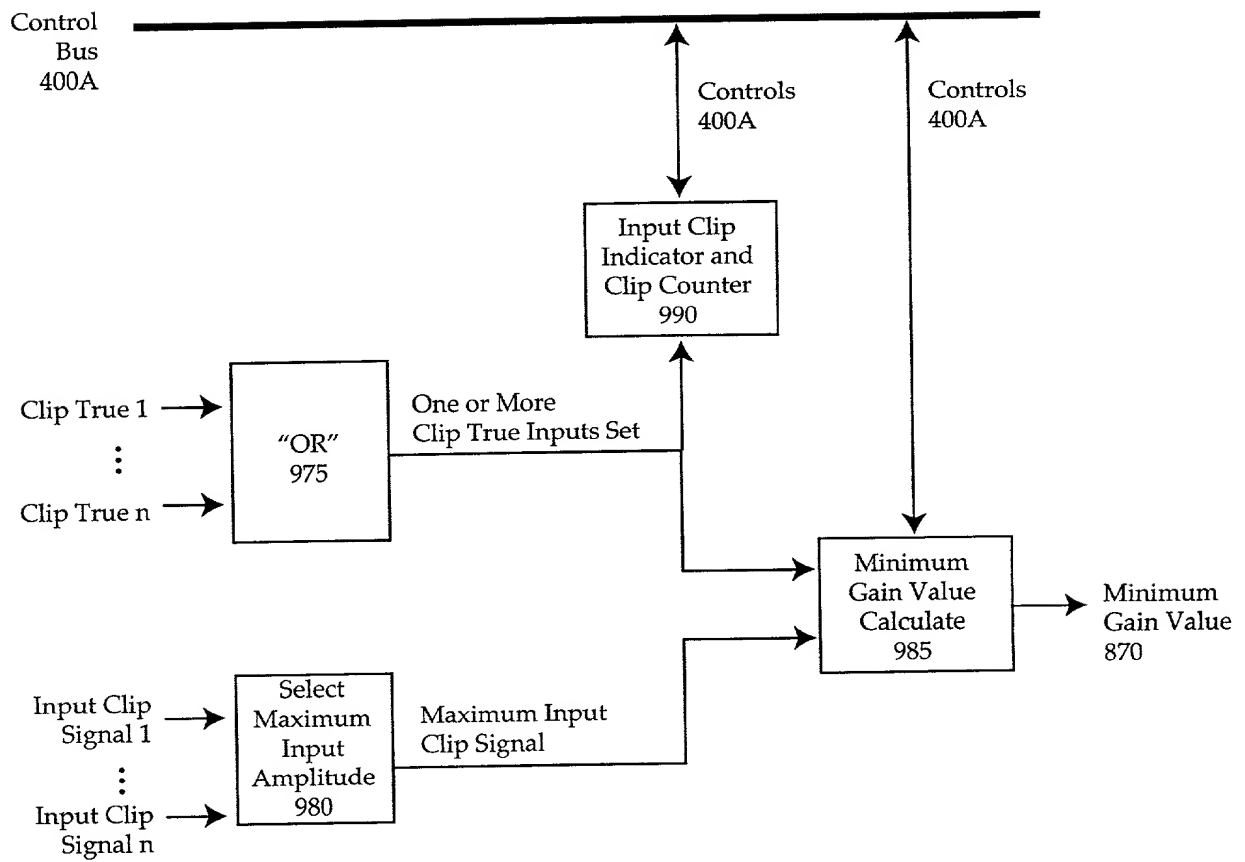 Control
Bus
400A
Controls
400A
Controls
400A
Input Clip
Indicator and
Clip Counter
990
Clip True 1
Clip True n
"OR"
975
One or More
Clip True Inputs Set
Minimum
Gain Value
Calculate
985
Minimum
Gain Value
870
Input Clip
Signal 1
Input Clip
Signal n
Select
Maximum
Input
Amplitude
980
Maximum Input
Clip Signal